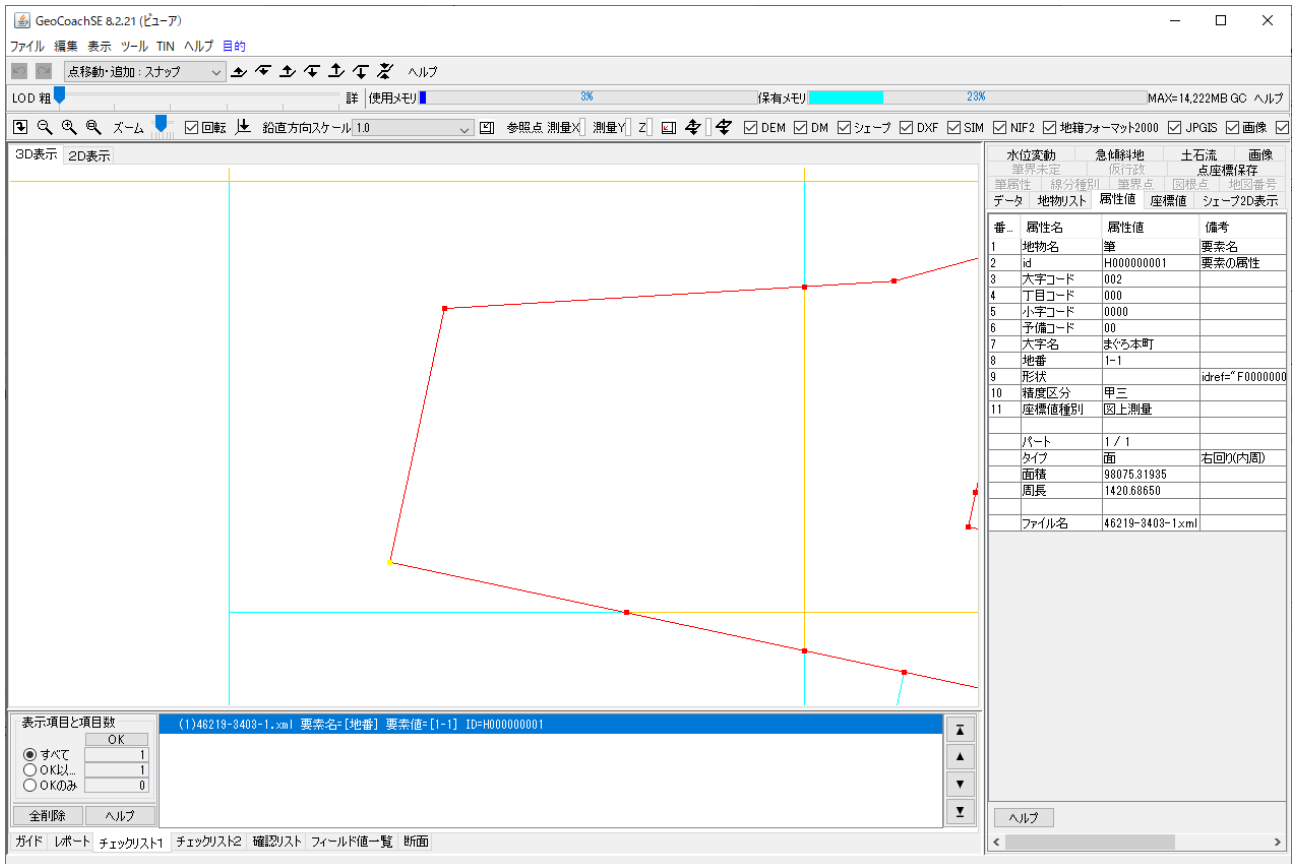 GeoCoachSE 8.2.21 (ビューア)
ファイル 編集 表示 ツール TIN ヘルプ 目的
点移動・追加 : スナップ ヘルプ
LOD 粗 詳 使用メモリ 3% 保有メモリ 23% MAX=14,222MB GC ヘルプ
ズーム 回転 鉛直方向スケール 1.0 参照点 測量X 測量Y Z DEM DM シェープ DXF SIM NIF2 地籍フォーマット2000 JPGIS 画像
3D表示 2D表示
水位変動 急傾斜地 土石流 画像
筆界未定 仮行政 点座標保存
筆属性 線分種別 筆界点 図根点 地図番号
データ 地物リスト 属性値 座標値 シェープ2D表示
番... 属性名 属性値 備考
1 地物名 筆 要素名
2 id H000000001 要素の属性
3 大字コード 002
4 丁目コード 000
5 小字コード 0000
6 予備コード 00
7 大字名 まぐろ本町
8 地番 1-1
9 形状 idref="F0000000
10 精度区分 甲三
11 座標値種別 図上測量
パート 1 / 1
タイプ 面 右回り(内周)
面積 98075.31935
周長 1420.68650
ファイル名 46219-3403-1.xml
表示項目と項目数
OK
すべて 1
OK以... 1
OKのみ 0
全削除 ヘルプ
(1)46219-3403-1.xml 要素名=[地番] 要素値=[1-1] ID=H000000001
ヘルプ
ガイド レポート チェックリスト1 チェックリスト2 確認リスト フィールド値一覧 断面